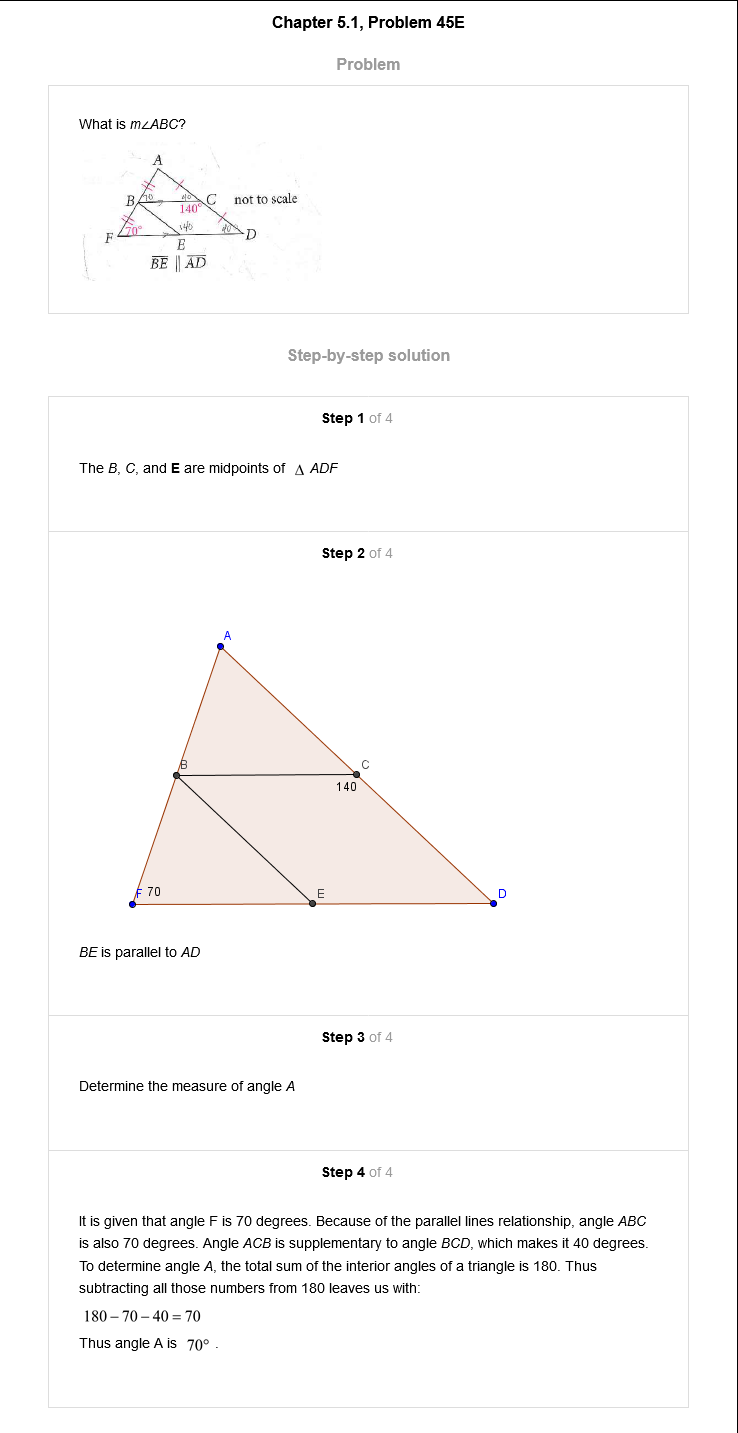 Chapter 5.1, Problem 45E
Problem
What is m∠ABC?
A
B 70 40 C not to scale
140°
F 70° 140 40 D
E
BE || AD
Step-by-step solution
Step 1 of 4
The B, C, and E are midpoints of Δ ADF
Step 2 of 4
A
B
C
140
F 70
E
D
BE is parallel to AD
Step 3 of 4
Determine the measure of angle A
Step 4 of 4
It is given that angle F is 70 degrees. Because of the parallel lines relationship, angle ABC
is also 70 degrees. Angle ACB is supplementary to angle BCD, which makes it 40 degrees.
To determine angle A, the total sum of the interior angles of a triangle is 180. Thus
subtracting all those numbers from 180 leaves us with:
180 – 70 – 40 = 70
Thus angle A is 70° .